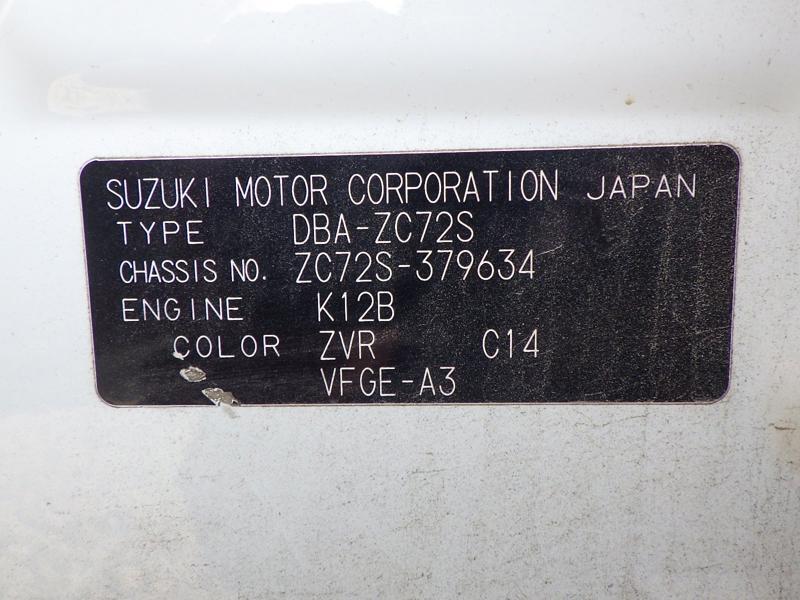 SUZUKI MOTOR CORPORATION JAPAN
TYPE DBA-ZC72S
CHASSIS NO. ZC72S-379634
ENGINE K12B
COLOR ZVR C14
VFGE-A3